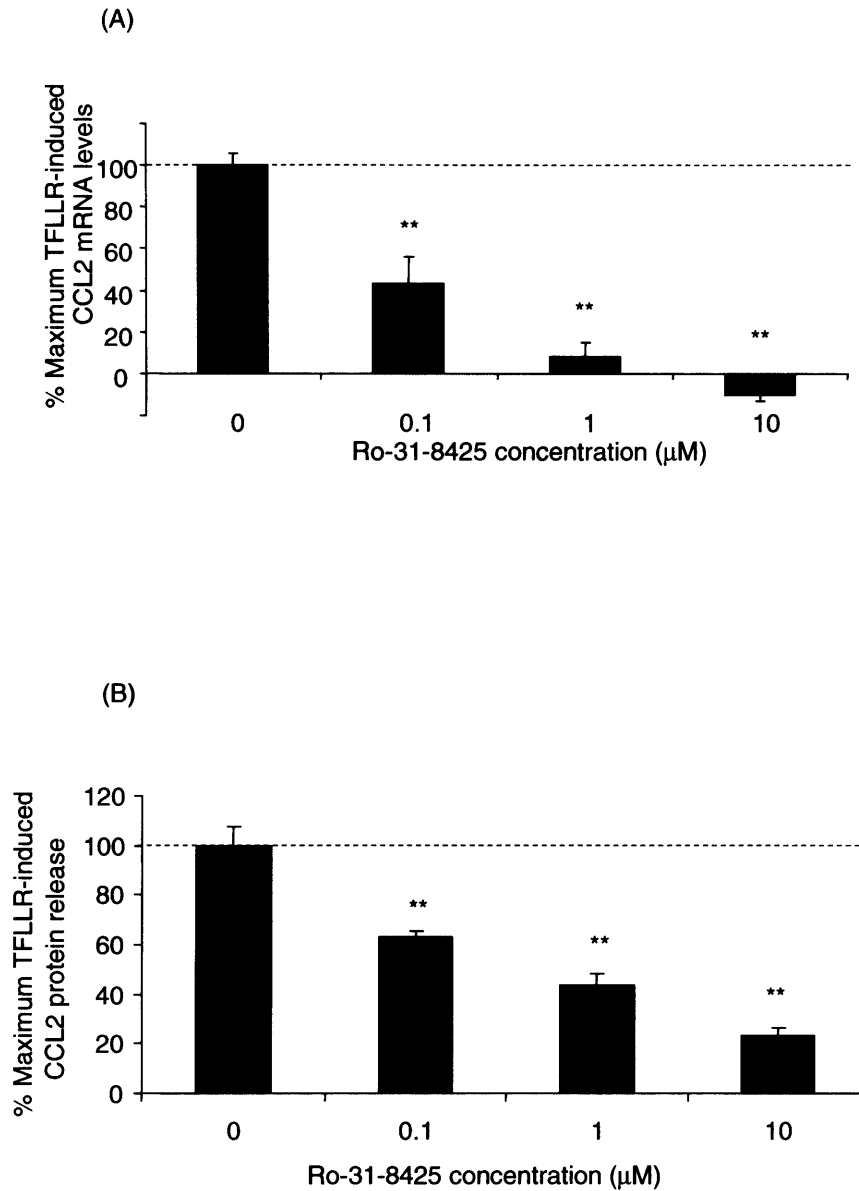 (A)
% Maximum TFLLR-induced
CCL2 mRNA levels
100
80
60
40
20
0
**
**
**
0 0.1 1 10
Ro-31-8425 concentration (μM)
(B)
% Maximum TFLLR-induced
CCL2 protein release
120
100
80
60
40
20
0
**
**
**
0 0.1 1 10
Ro-31-8425 concentration (μM)